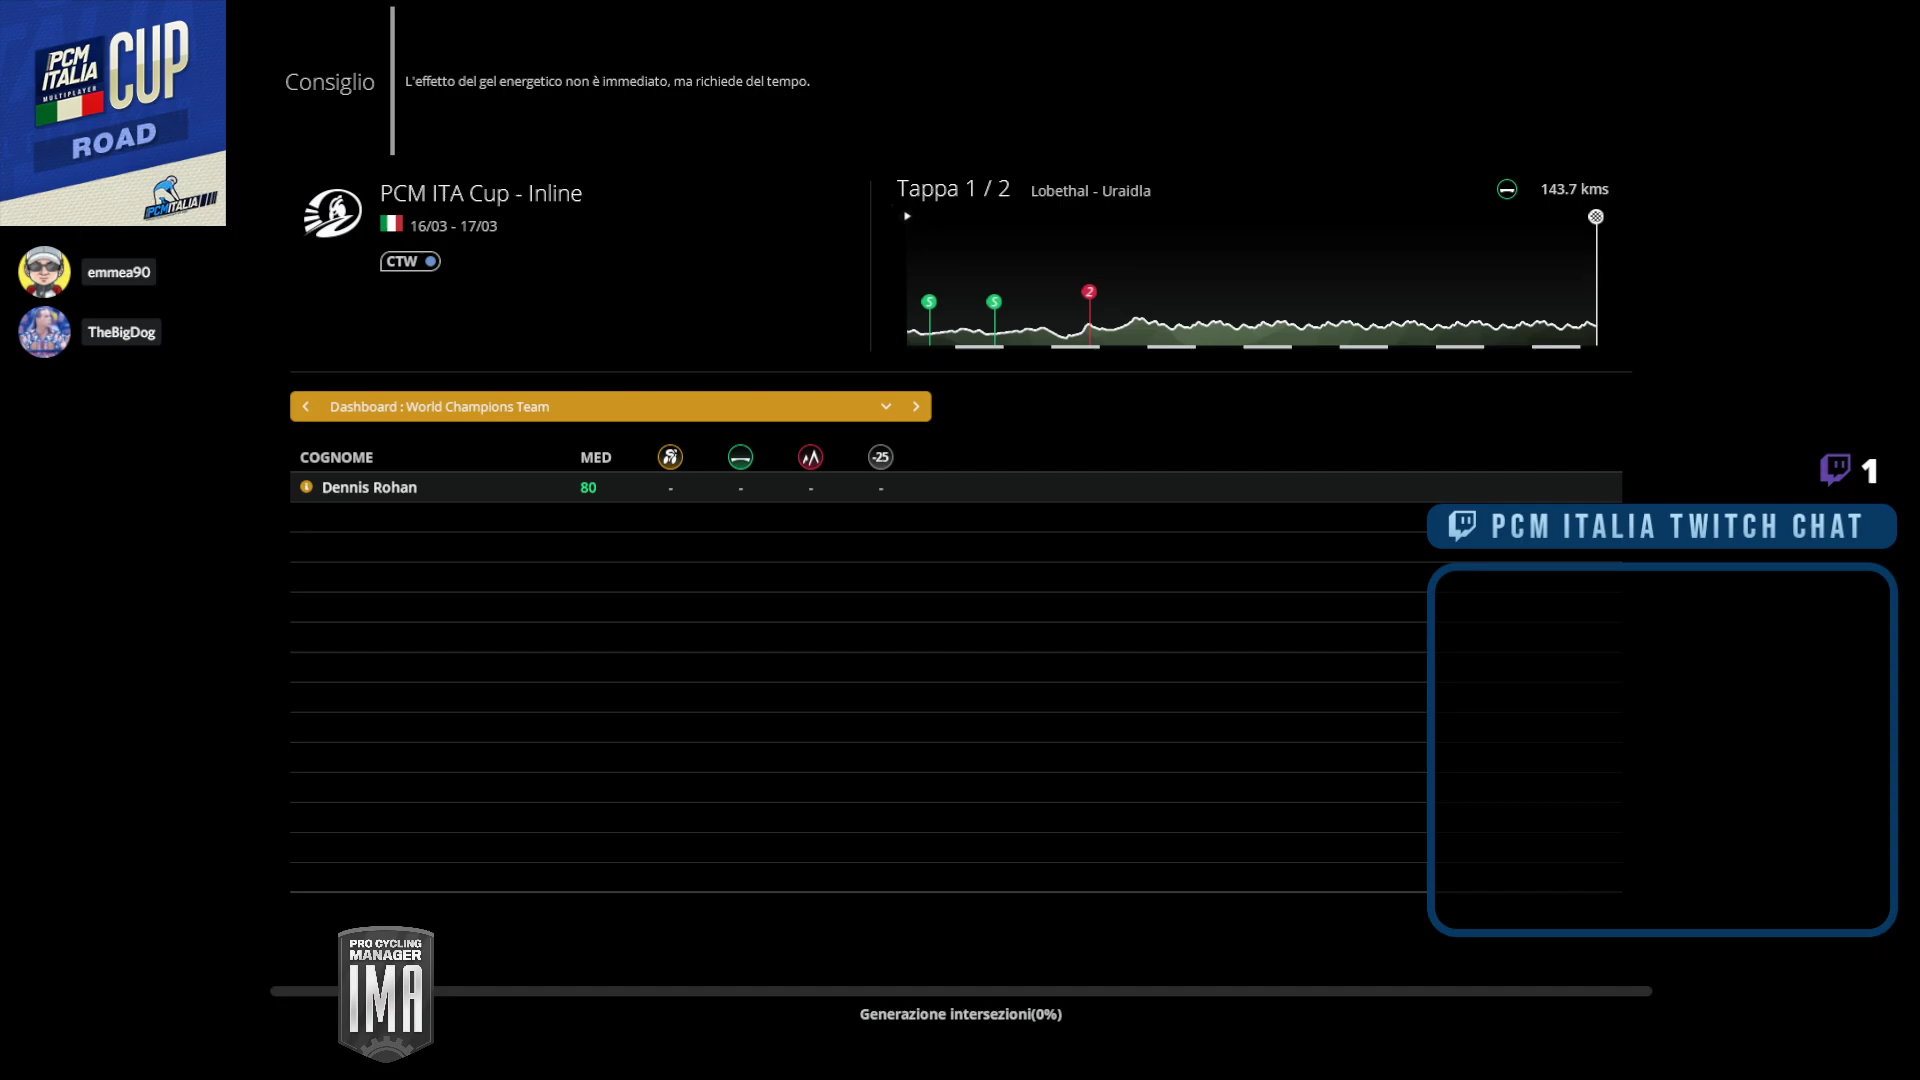 PCM
ITALIA
MULTIPLAYER
CUP
ROAD
PCMITALIA
emmea90
TheBigDog
Consiglio
L'effetto del gel energetico non è immediato, ma richiede del tempo.
PCM ITA Cup - Inline
16/03 - 17/03
CTW
Tappa 1 / 2 Lobethal - Uraidla 143.7 kms
S S 2
Dashboard : World Champions Team
COGNOME MED -25
Dennis Rohan 80 - - - -
1
PCM ITALIA TWITCH CHAT
PRO CYCLING
MANAGER
IMA
Generazione intersezioni(0%)